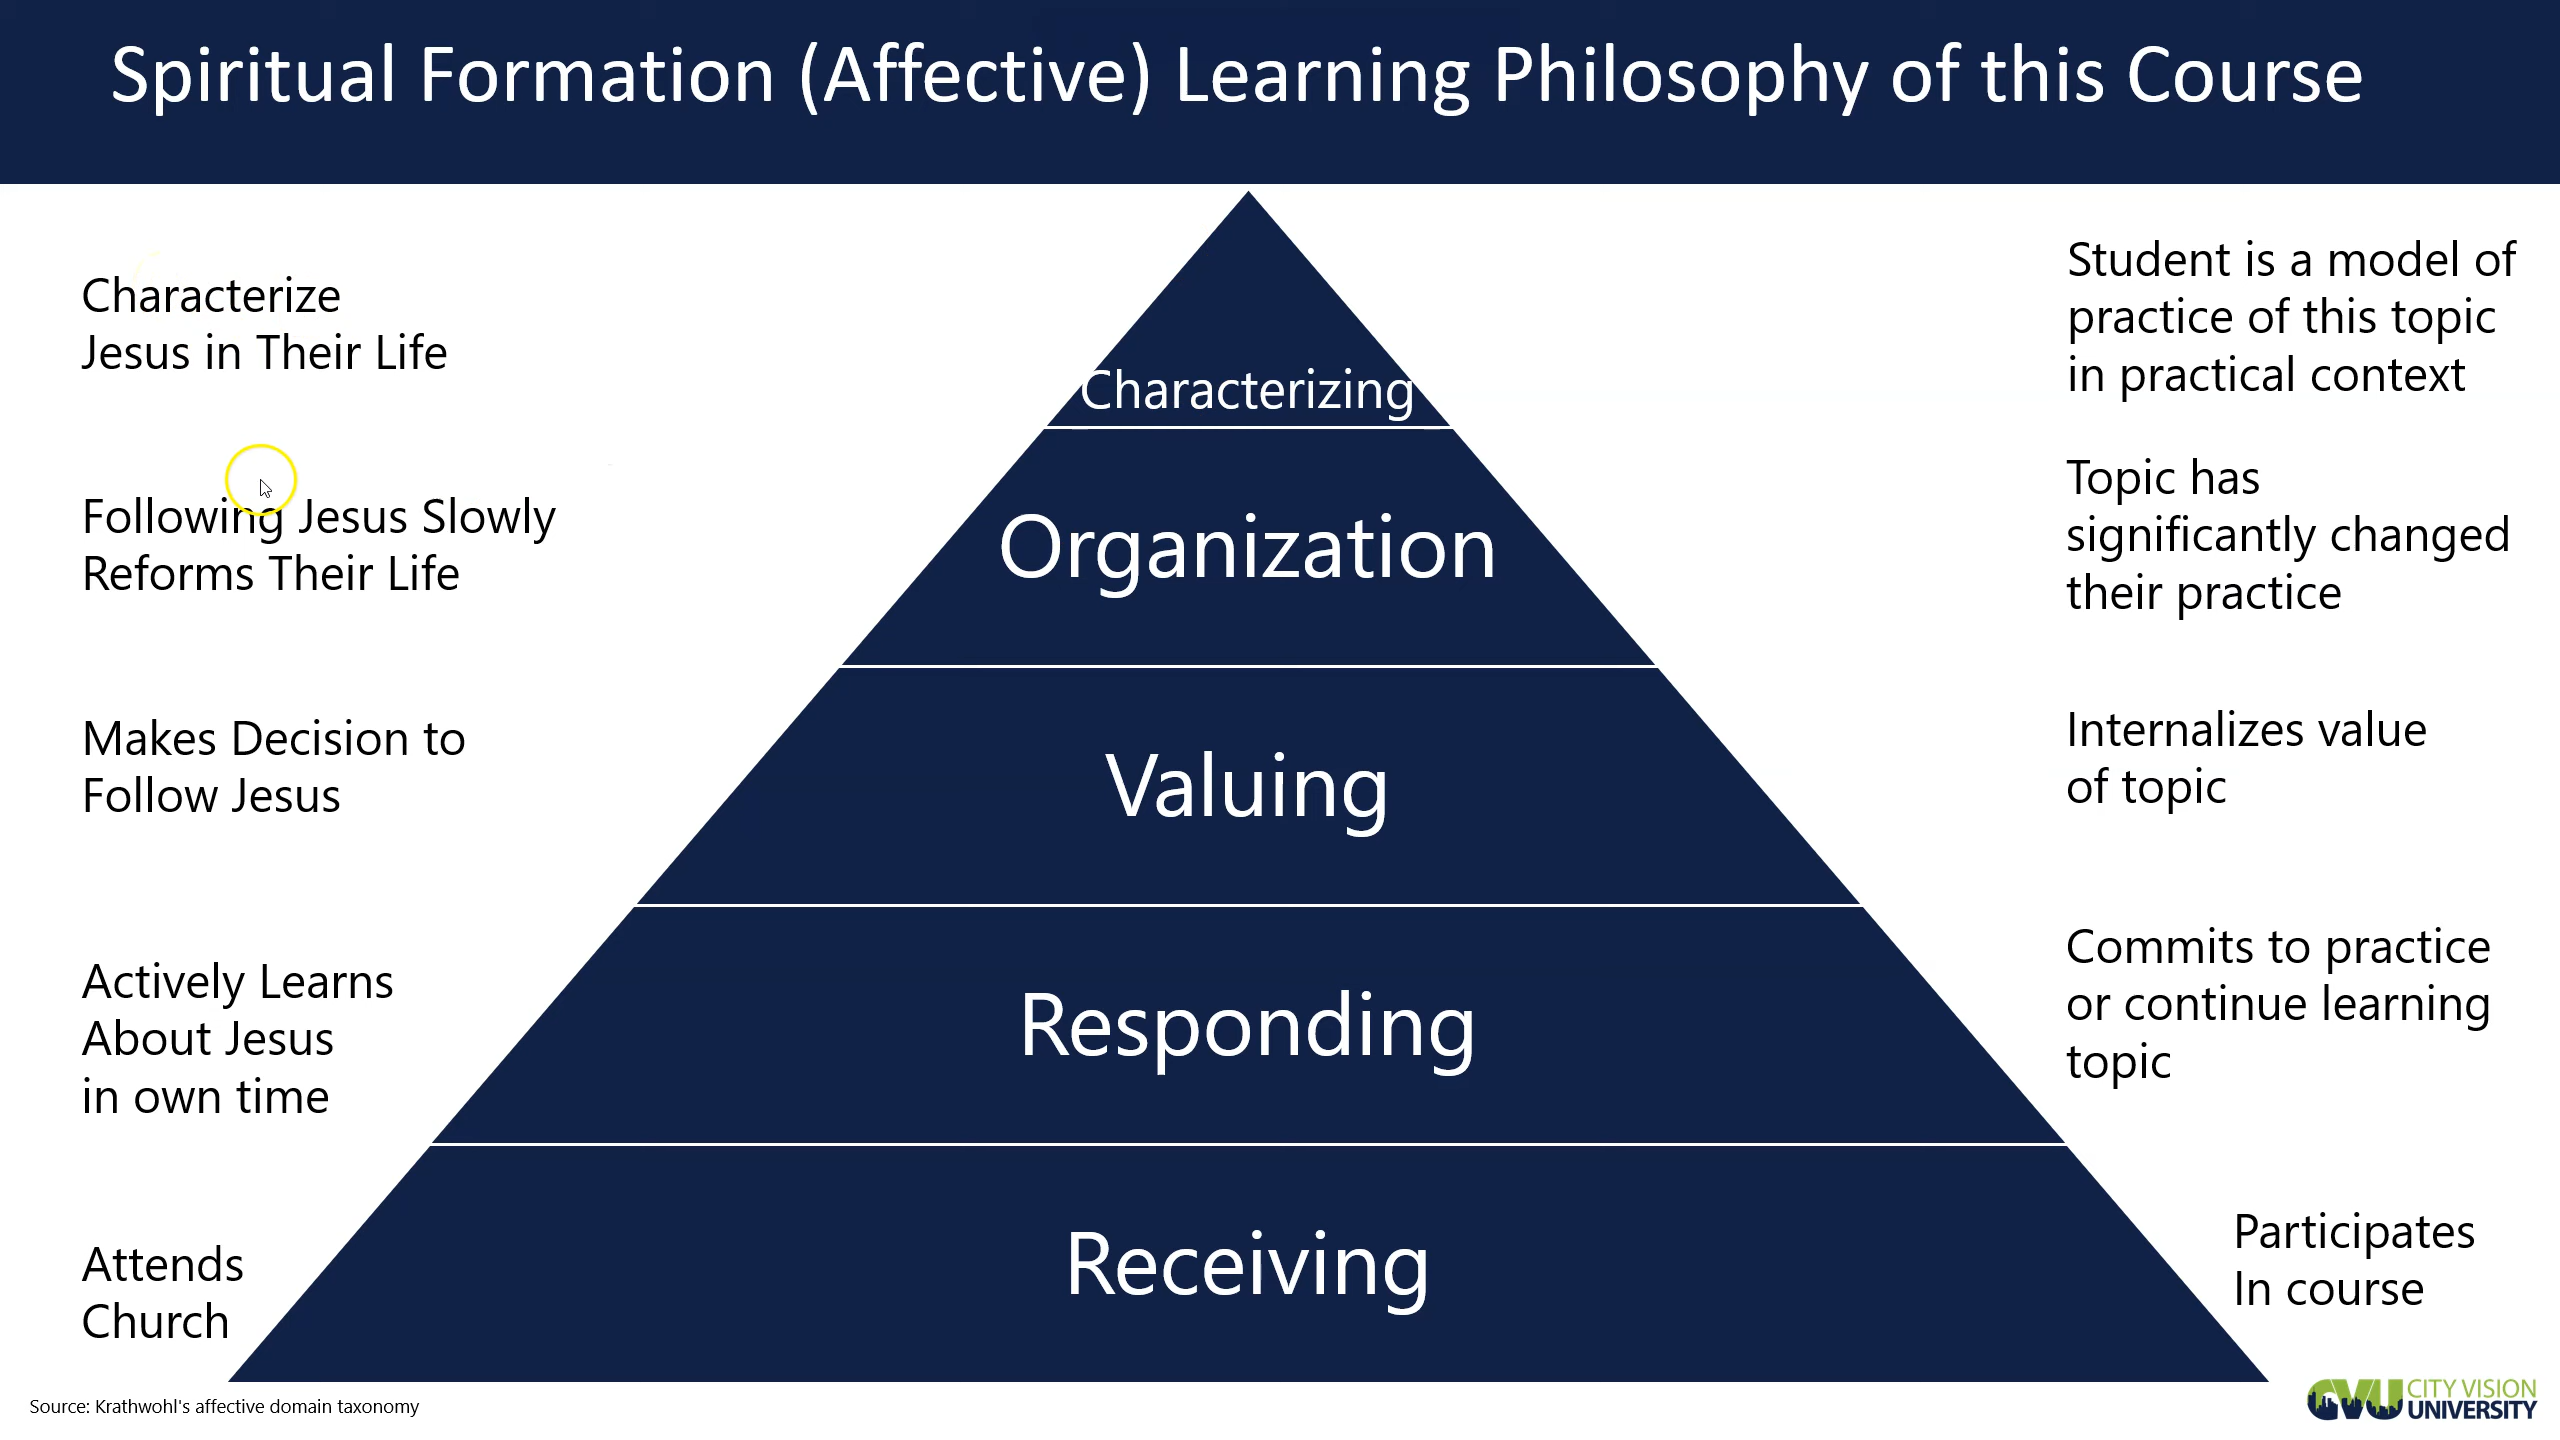 Spiritual Formation (Affective) Learning Philosophy of this Course
Characterize
Jesus in Their Life
Characterizing
Student is a model of
practice of this topic
in practical context
Following Jesus Slowly
Reforms Their Life
Organization
Topic has
significantly changed
their practice
Makes Decision to
Follow Jesus
Valuing
Internalizes value
of topic
Actively Learns
About Jesus
in own time
Responding
Commits to practice
or continue learning
topic
Attends
Church
Receiving
Participates
In course
Source: Krathwohl's affective domain taxonomy
CVU CITY VISION
UNIVERSITY